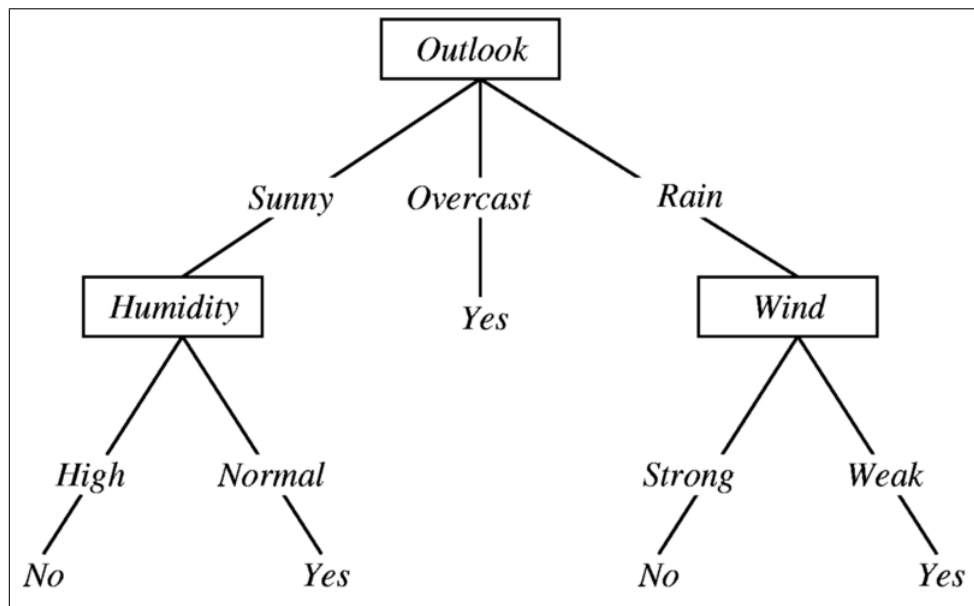 Outlook
Sunny Overcast Rain
Humidity Yes Wind
High Normal Strong Weak
No Yes No Yes